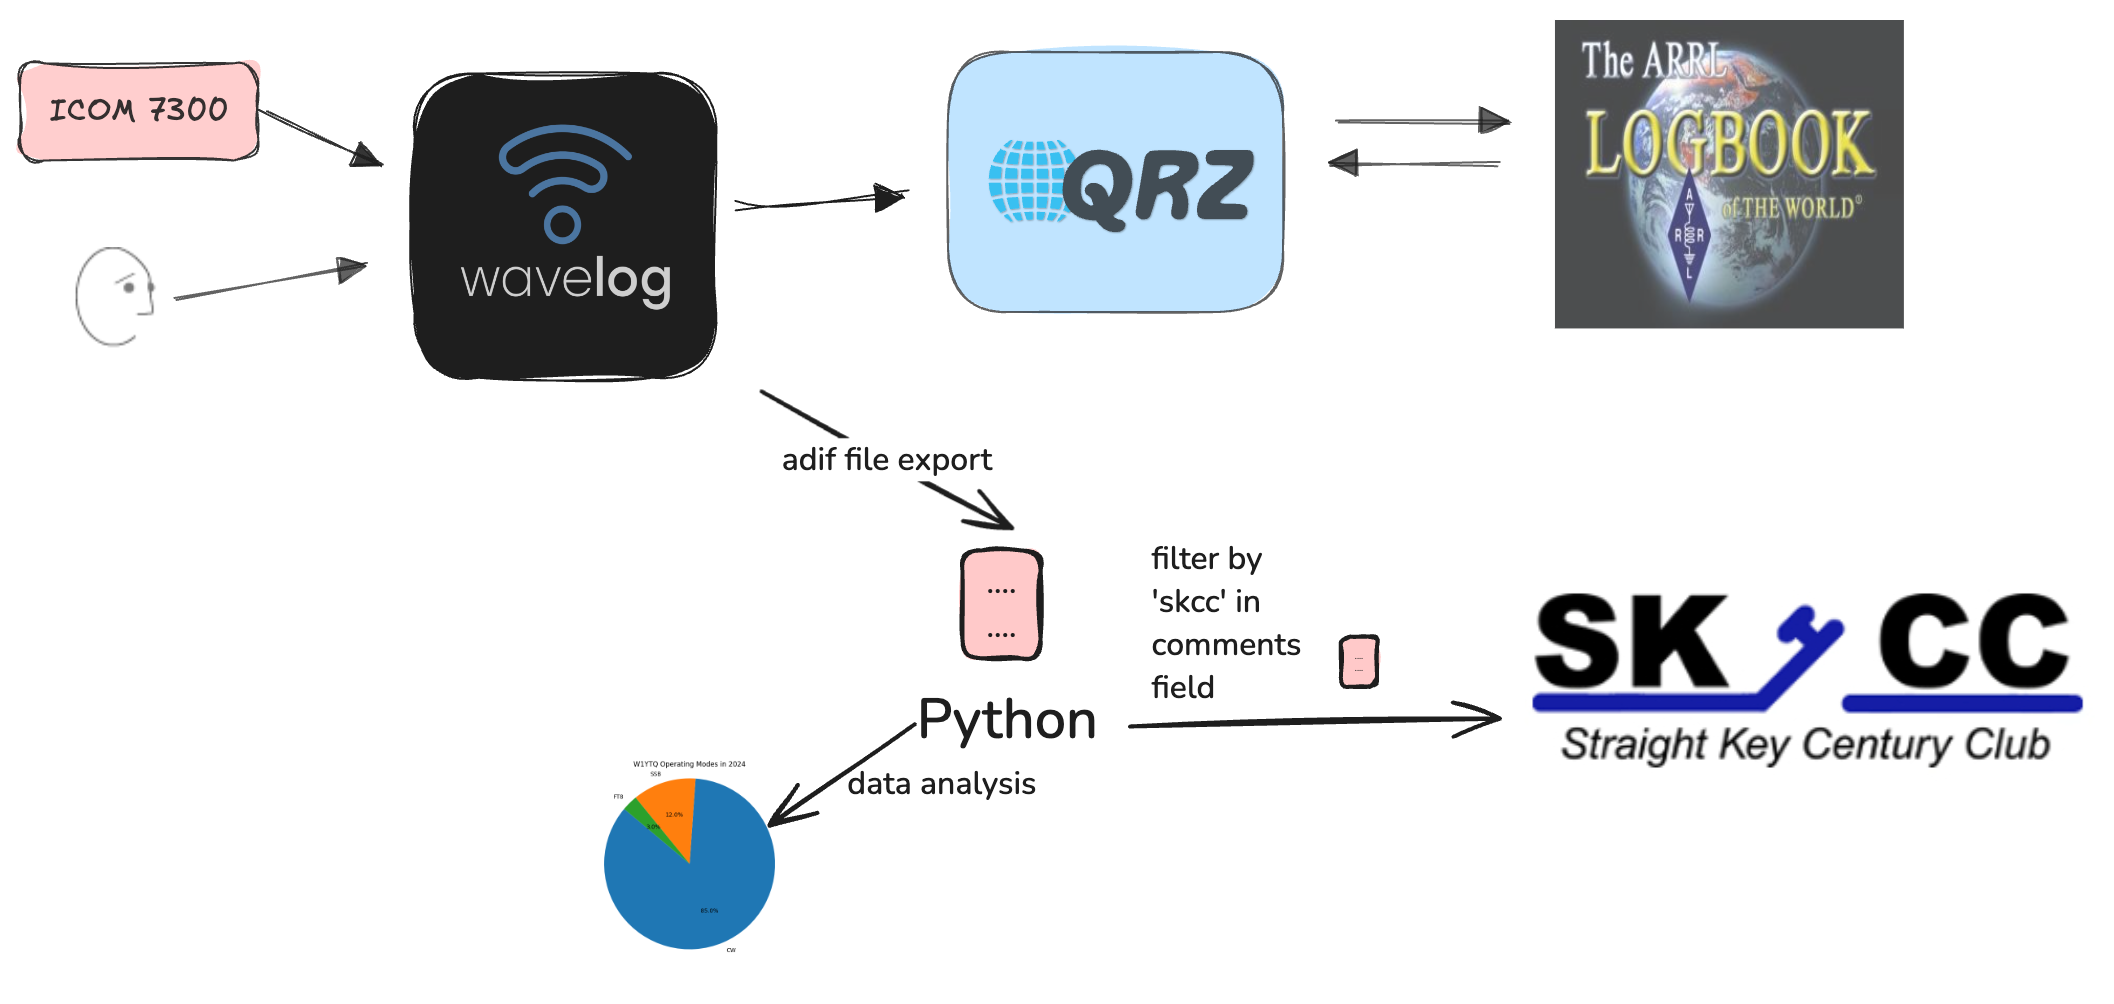 ICOM 7300
wavelog
QRZ
The ARRL
LOGBOOK
of THE WORLD®
A
R R
L
adif file export
....
....
filter by
'skcc' in
comments
field
Python
data analysis
SK CC
Straight Key Century Club
W1YTQ Operating Modes in 2024
SSB
FT8
12.0%
3.0%
85.0%
CW